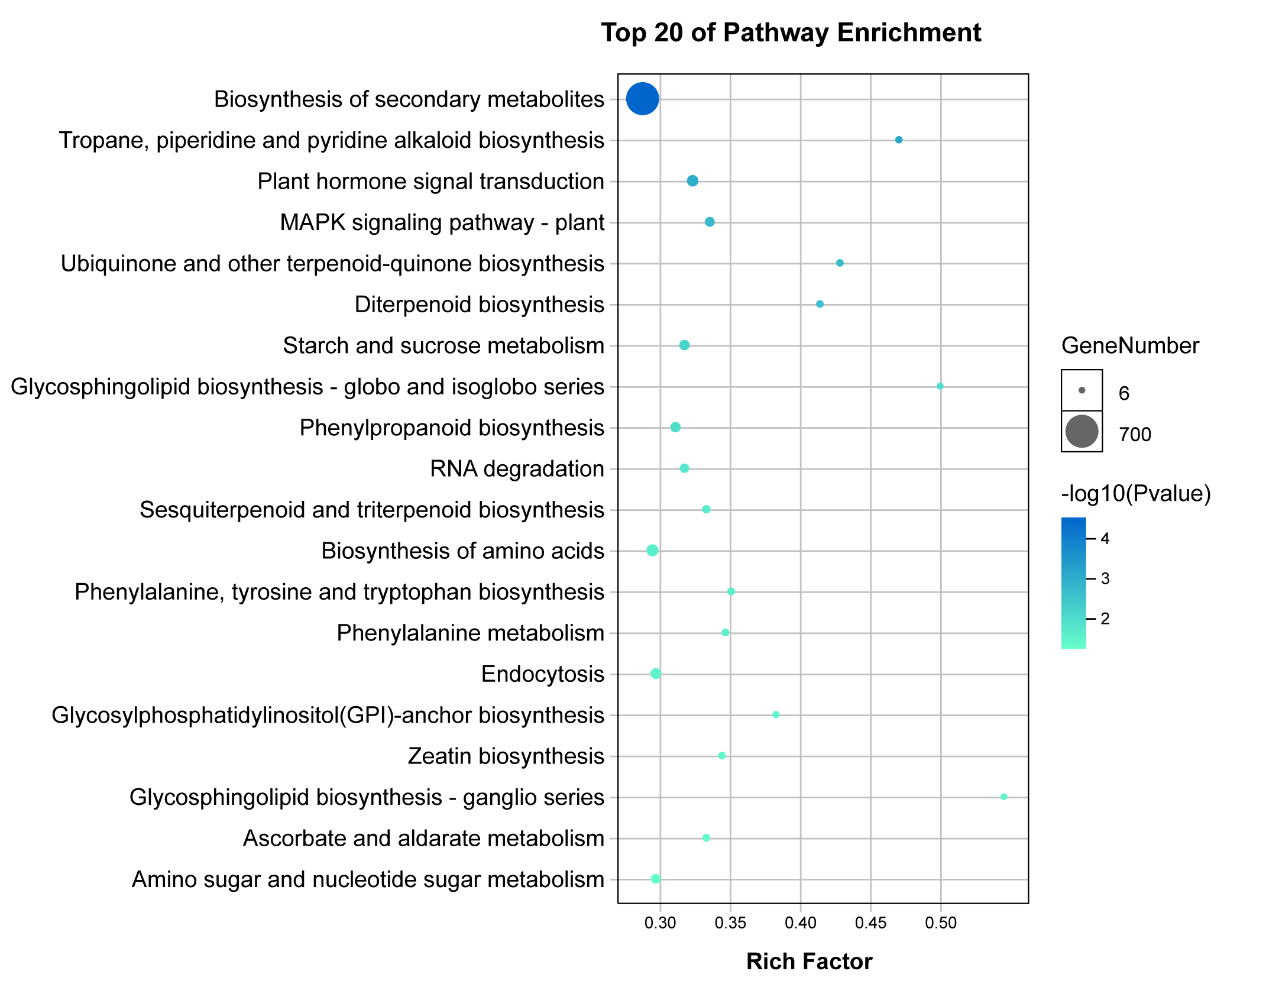 Top 20 of Pathway Enrichment
Biosynthesis of secondary metabolites
Tropane, piperidine and pyridine alkaloid biosynthesis
Plant hormone signal transduction
MAPK signaling pathway - plant
Ubiquinone and other terpenoid-quinone biosynthesis
Diterpenoid biosynthesis
Starch and sucrose metabolism
Glycosphingolipid biosynthesis - globo and isoglobo series
Phenylpropanoid biosynthesis
RNA degradation
Sesquiterpenoid and triterpenoid biosynthesis
Biosynthesis of amino acids
Phenylalanine, tyrosine and tryptophan biosynthesis
Phenylalanine metabolism
Endocytosis
Glycosylphosphatidylinositol(GPI)-anchor biosynthesis
Zeatin biosynthesis
Glycosphingolipid biosynthesis - ganglio series
Ascorbate and aldarate metabolism
Amino sugar and nucleotide sugar metabolism
0.30 0.35 0.40 0.45 0.50
Rich Factor
GeneNumber
6
700
-log10(Pvalue)
4
3
2